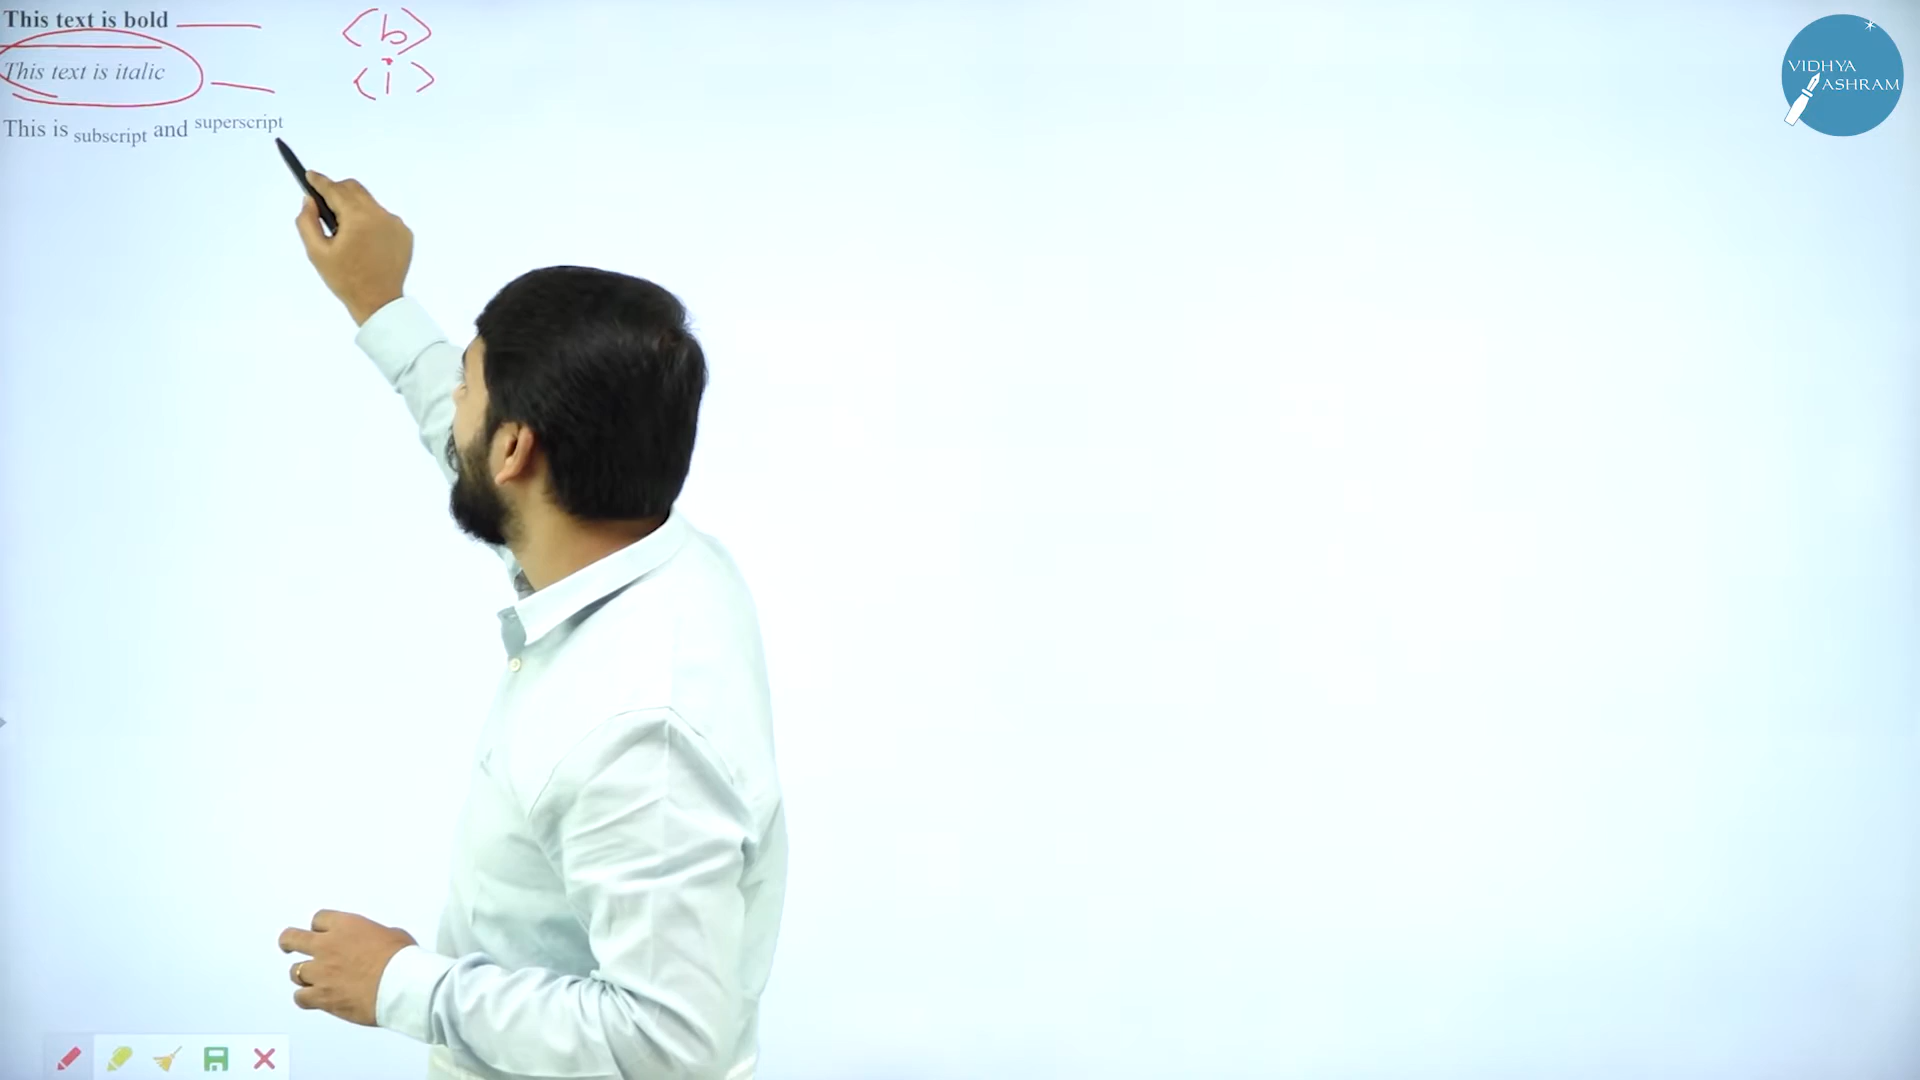 This text is bold <b>
This text is italic <i>
This is subscript and superscript
VIDHYA
ASHRAM